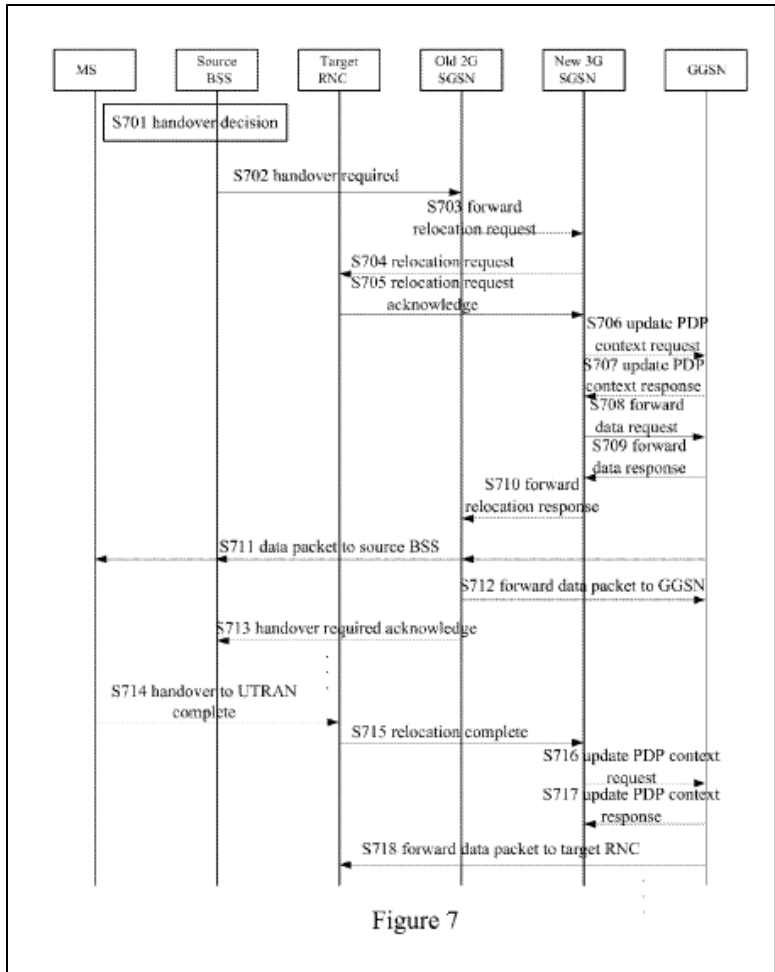 MS
Source
BSS
Target
RNC
Old 2G
SGSN
New 3G
SGSN
GGSN
S701 handover decision
S702 handover required
S703 forward
relocation request
S704 relocation request
S705 relocation request
acknowledge
S706 update PDP
context request
S707 update PDP
context response
S708 forward
data request
S709 forward
data response
S710 forward
relocation response
S711 data packet to source BSS
S712 forward data packet to GGSN
S713 handover required acknowledge
S714 handover to UTRAN
complete
S715 relocation complete
S716 update PDP context
request
S717 update PDP context
response
S718 forward data packet to target RNC
Figure 7